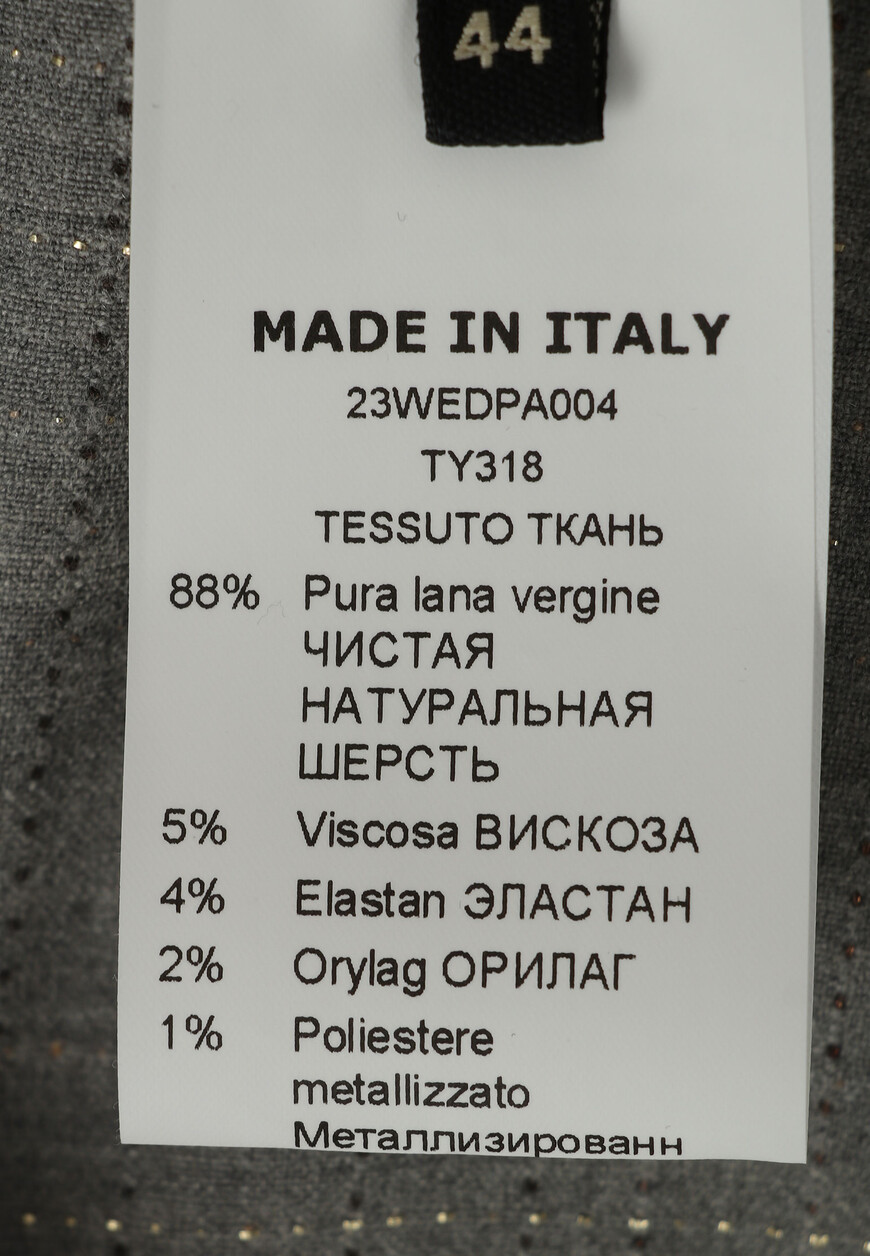 44
MADE IN ITALY
23WEDPA004
TY318
TESSUTO ТКАНЬ
88% Pura lana vergine
ЧИСТАЯ
НАТУРАЛЬНАЯ
ШЕРСТЬ
5% Viscosa ВИСКОЗА
4% Elastan ЭЛАСТАН
2% Orylag ОРИЛАГ
1% Poliestere
metallizzato
Металлизированн